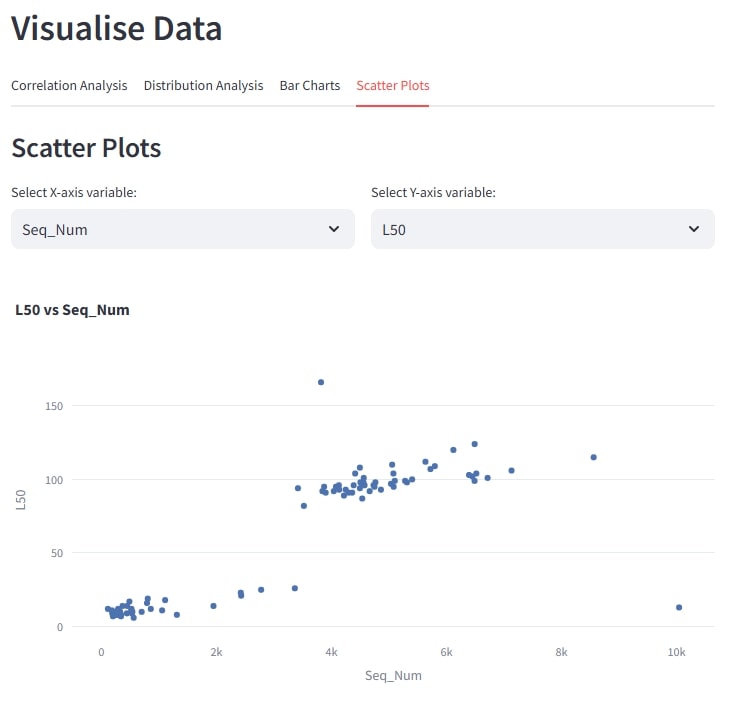 Visualise Data
Correlation Analysis Distribution Analysis Bar Charts Scatter Plots
Scatter Plots
Select X-axis variable: Select Y-axis variable:
Seq_Num L50
L50 vs Seq_Num
150
100
50
0
L50
0 2k 4k 6k 8k 10k
Seq_Num